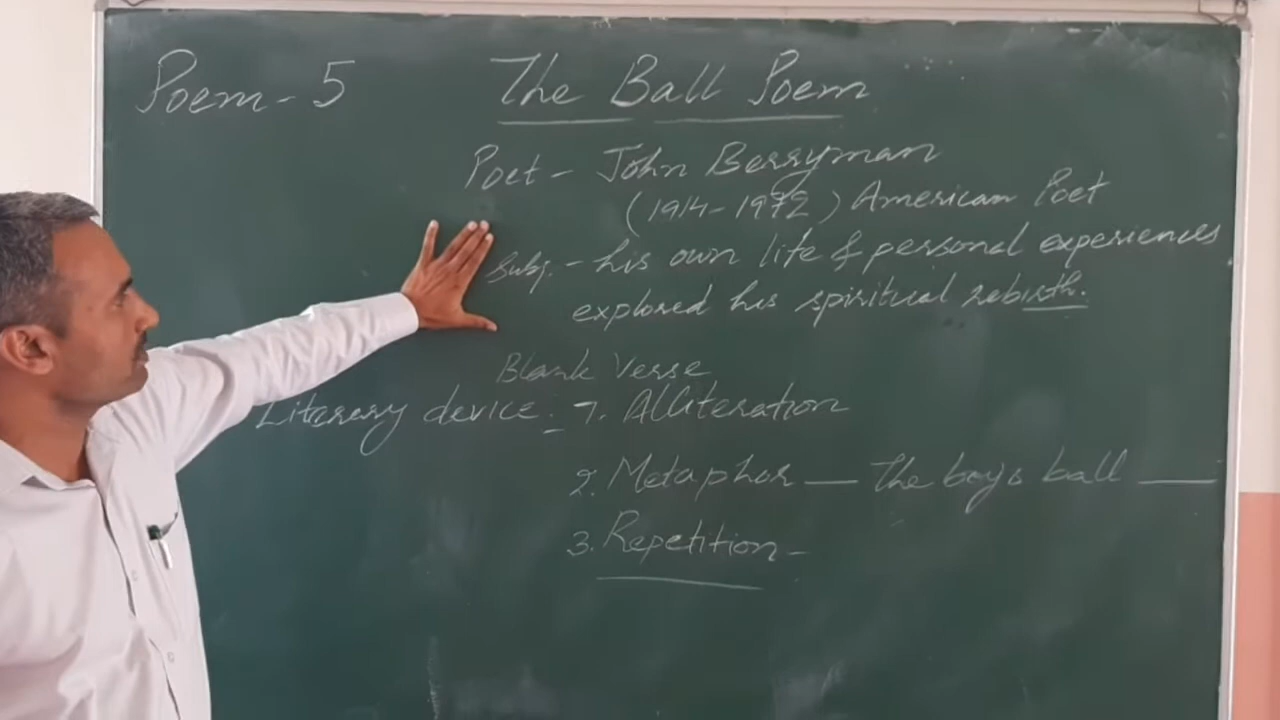 Poem - 5
The Ball Poem
Poet - John Berryman
(1914-1972) American Poet
Subj. - his own life & personal experiences
explored his spiritual rebirth.
Blank Verse
Literary device : 1. Alliteration
2. Metaphor — The boy's ball —
3. Repetition -